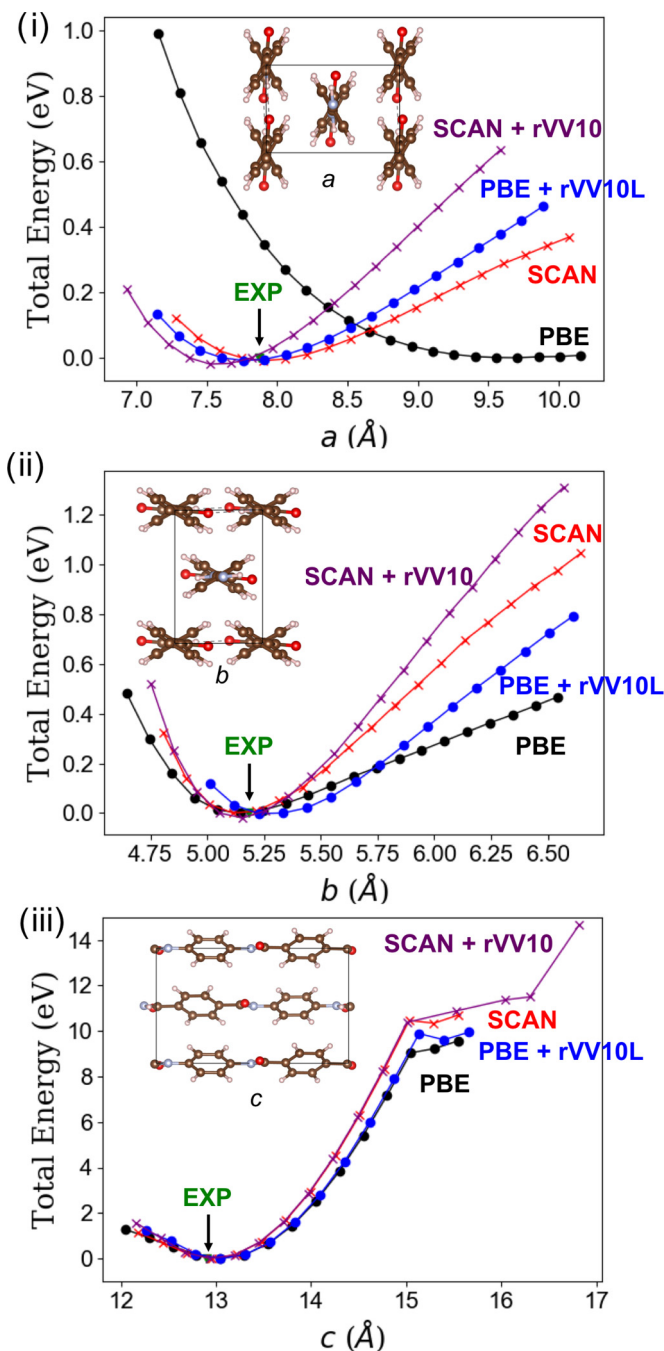 (i)
1.0
0.8
0.6
0.4
0.2
0.0
Total Energy (eV)
a
SCAN + rVV10
PBE + rVV10L
SCAN
EXP
PBE
7.0 7.5 8.0 8.5 9.0 9.5 10.0
a (Å)
(ii)
1.2
1.0
0.8
0.6
0.4
0.2
0.0
Total Energy (eV)
b
SCAN
SCAN + rVV10
PBE + rVV10L
EXP
PBE
4.75 5.00 5.25 5.50 5.75 6.00 6.25 6.50
b (Å)
(iii)
14
12
10
8
6
4
2
0
Total Energy (eV)
c
SCAN + rVV10
SCAN
PBE + rVV10L
PBE
EXP
12 13 14 15 16 17
c (Å)